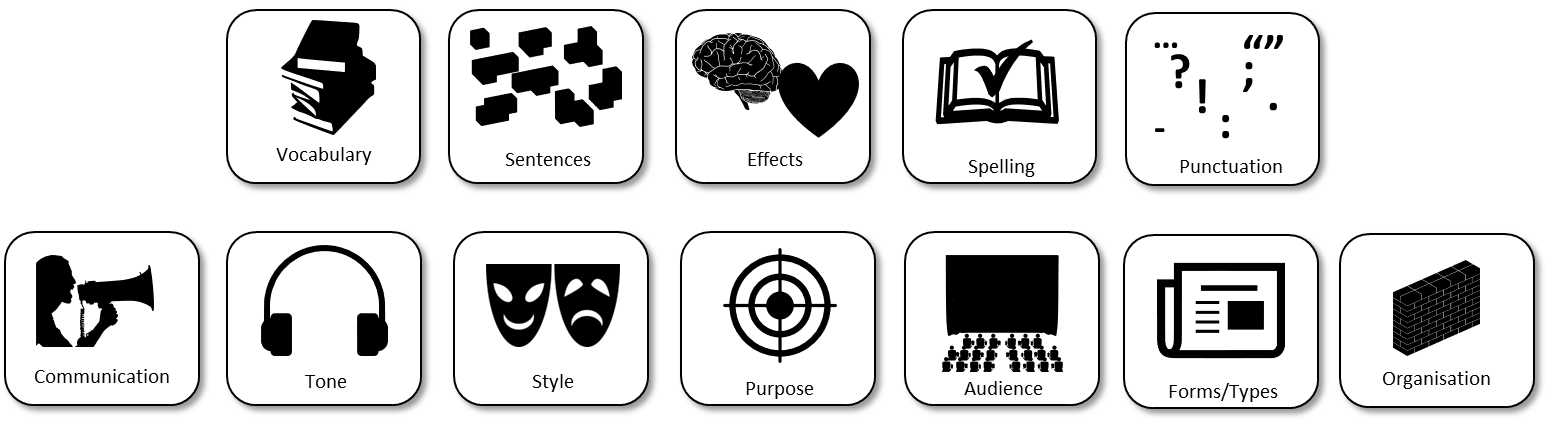 Vocabulary
Sentences
Effects
Spelling
... “”
? ;
! .
- :
Punctuation
Communication
Tone
Style
Purpose
Audience
Forms/Types
Organisation